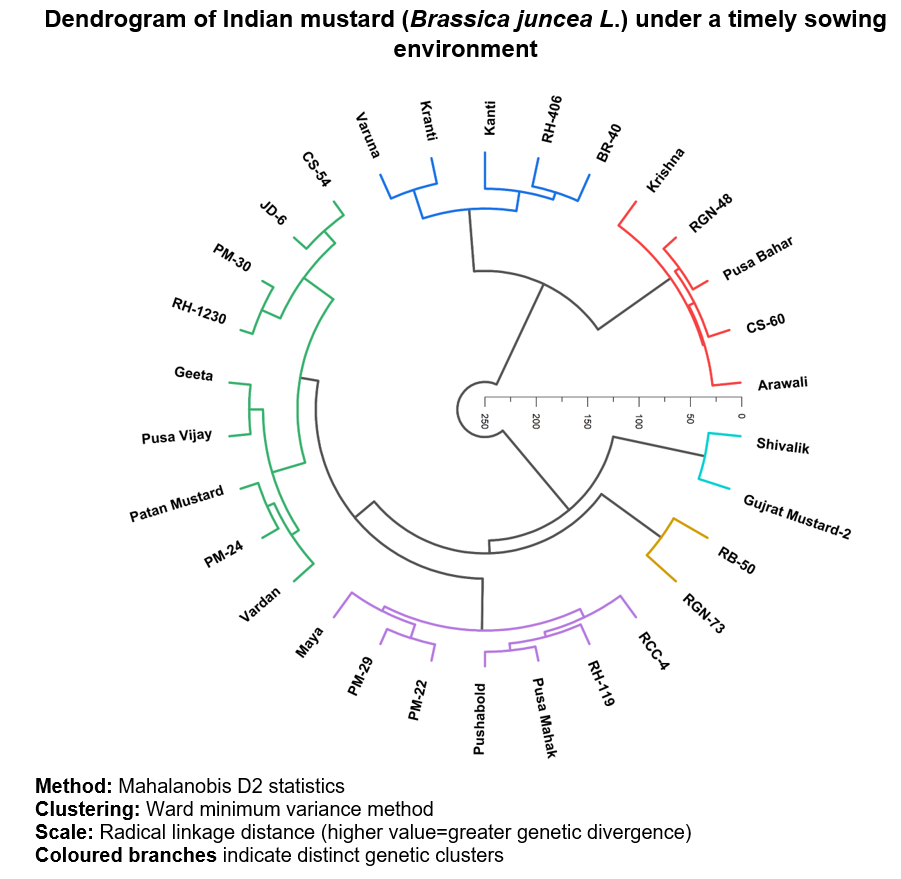 Dendrogram of Indian mustard (Brassica juncea L.) under a timely sowing
environment
Varuna
Kranti
Kanti
RH-406
BR-40
Krishna
RGN-48
Pusa Bahar
CS-60
Arawali
250 200 150 100 50 0
Shivalik
Gujrat Mustard-2
RB-50
RGN-73
RCC-4
RH-119
Pusa Mahak
Pushabold
PM-22
PM-29
Maya
Vardan
PM-24
Patan Mustard
Pusa Vijay
Geeta
RH-1230
PM-30
JD-6
CS-54
Method: Mahalanobis D2 statistics
Clustering: Ward minimum variance method
Scale: Radical linkage distance (higher value=greater genetic divergence)
Coloured branches indicate distinct genetic clusters